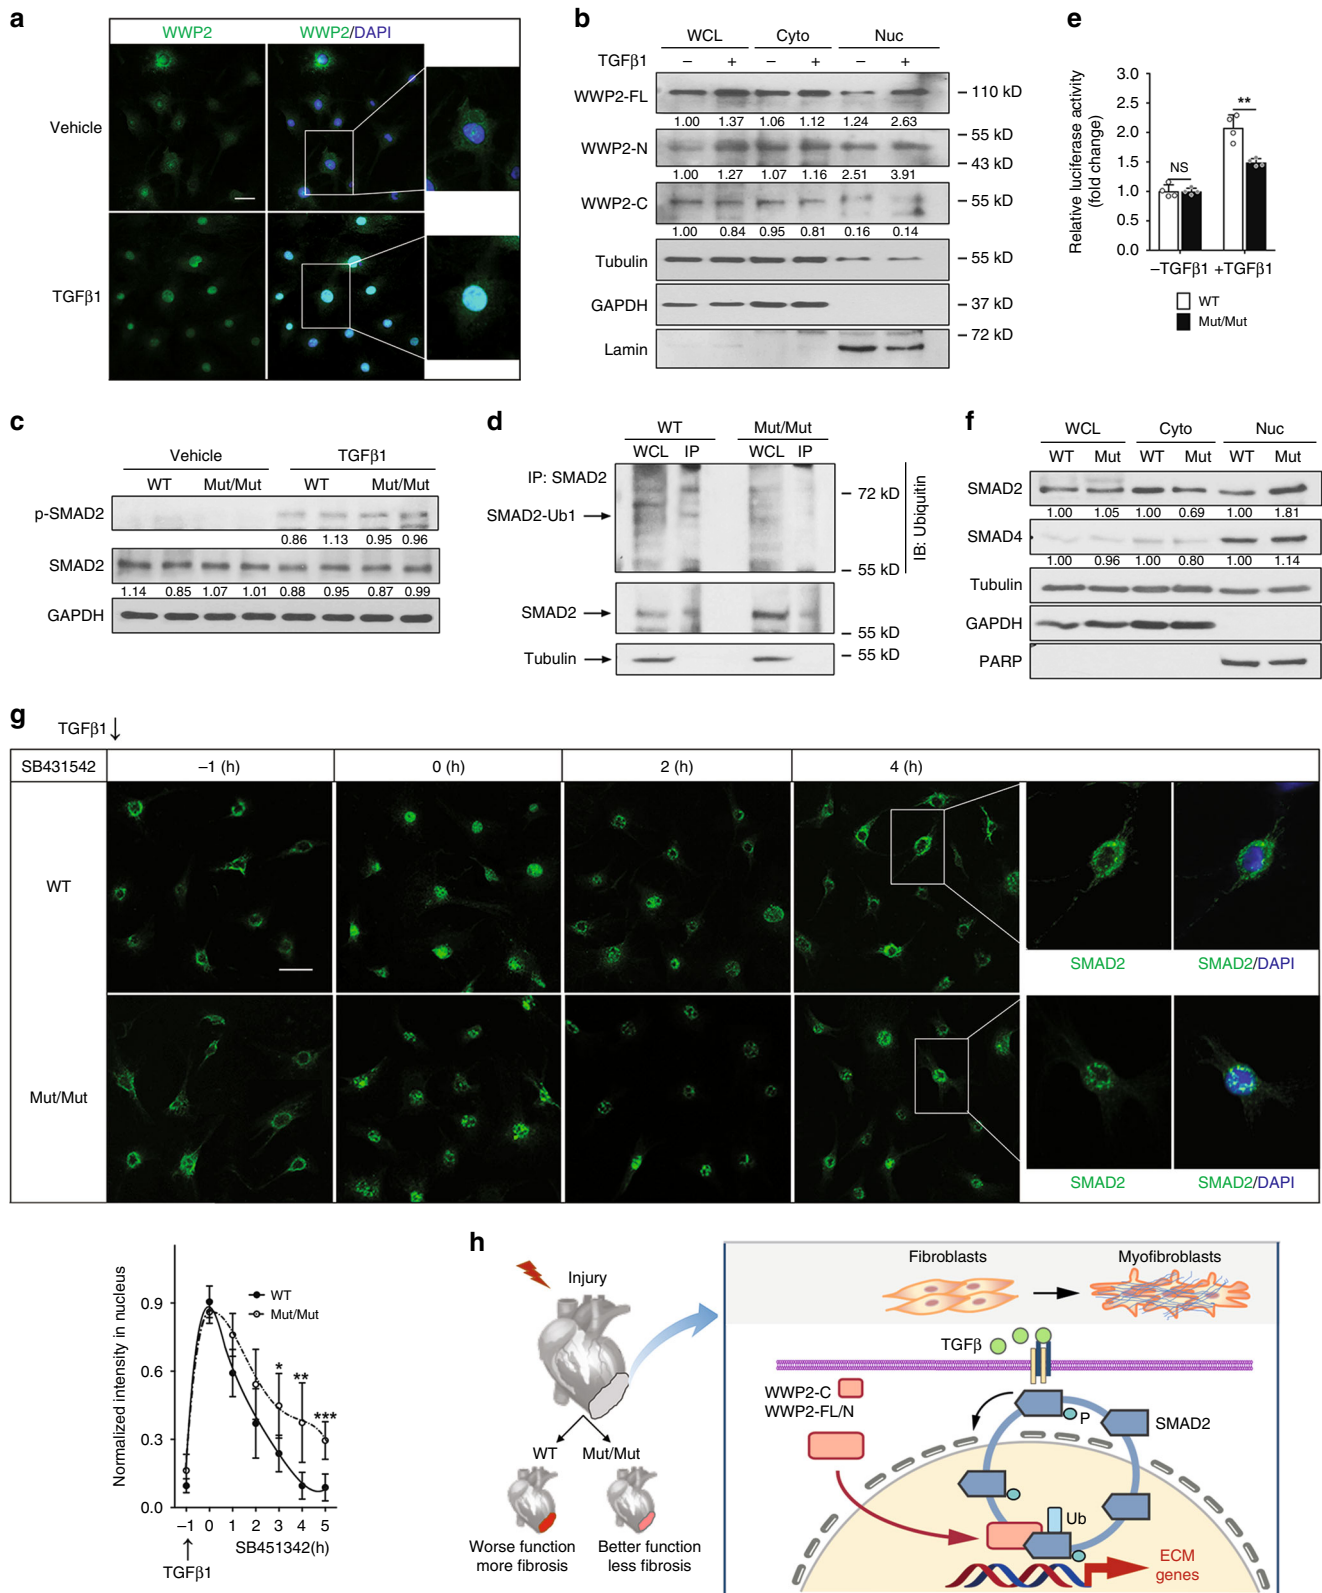 a
WWP2
WWP2/DAPI
Vehicle
TGFβ1
b
WCL Cyto Nuc
TGFβ1 – + – + – +
WWP2-FL – 110 kD
1.00 1.37 1.06 1.12 1.24 2.63
– 55 kD
WWP2-N
– 43 kD
1.00 1.27 1.07 1.16 2.51 3.91
WWP2-C – 55 kD
1.00 0.84 0.95 0.81 0.16 0.14
Tubulin – 55 kD
GAPDH – 37 kD
– 72 kD
Lamin
e
Relative luciferase activity
(fold change)
3.0
2.5
2.0
1.5
1.0
0.5
0.0
NS
**
–TGFβ1 +TGFβ1
WT
Mut/Mut
c
Vehicle TGFβ1
WT Mut/Mut WT Mut/Mut
p-SMAD2
0.86 1.13 0.95 0.96
SMAD2
1.14 0.85 1.07 1.01 0.88 0.95 0.87 0.99
GAPDH
d
WT Mut/Mut
WCL IP WCL IP
IP: SMAD2
– 72 kD
SMAD2-Ub1
– 55 kD
IB: Ubiquitin
SMAD2
– 55 kD
Tubulin – 55 kD
f
WCL Cyto Nuc
WT Mut WT Mut WT Mut
SMAD2
1.00 1.05 1.00 0.69 1.00 1.81
SMAD4
1.00 0.96 1.00 0.80 1.00 1.14
Tubulin
GAPDH
PARP
g
TGFβ1↓
SB431542 –1 (h) 0 (h) 2 (h) 4 (h)
WT
SMAD2 SMAD2/DAPI
Mut/Mut
SMAD2 SMAD2/DAPI
Normalized intensity in nucleus
0.9
0.6
0.3
0.0
WT
Mut/Mut
*
**
***
–1 0 1 2 3 4 5
SB451342(h)
↑
TGFβ1
h
Injury
WT Mut/Mut
Worse function
more fibrosis
Better function
less fibrosis
Fibroblasts
Myofibroblasts
TGFβ
WWP2-C
WWP2-FL/N
P
SMAD2
Ub
ECM
genes